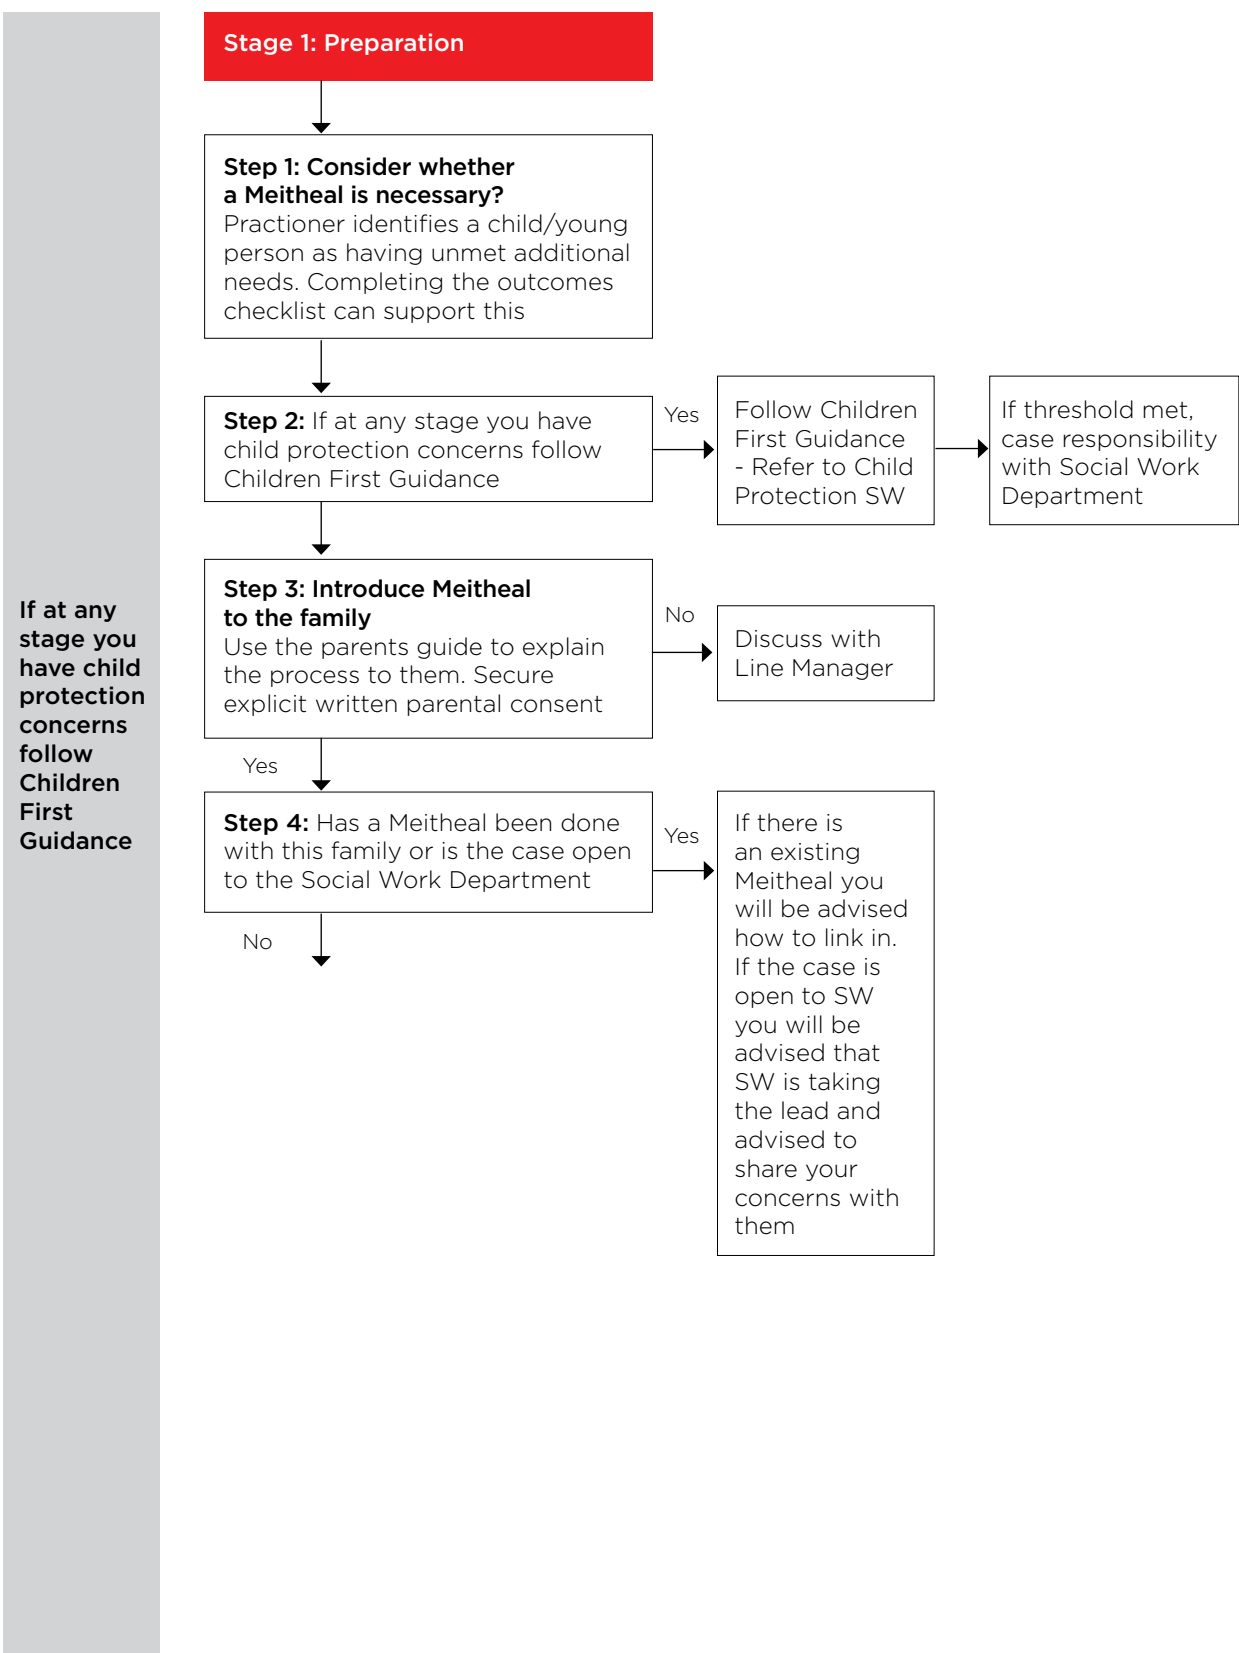 Stage 1: Preparation
Step 1: Consider whether
a Meitheal is necessary?
Practioner identifies a child/young
person as having unmet additional
needs. Completing the outcomes
checklist can support this
Step 2: If at any stage you have
child protection concerns follow
Children First Guidance
Yes
Follow Children
First Guidance
- Refer to Child
Protection SW
If threshold met,
case responsibility
with Social Work
Department
Step 3: Introduce Meitheal
to the family
Use the parents guide to explain
the process to them. Secure
explicit written parental consent
No
Discuss with
Line Manager
Yes
Step 4: Has a Meitheal been done
with this family or is the case open
to the Social Work Department
Yes
If there is
an existing
Meitheal you
will be advised
how to link in.
If the case is
open to SW
you will be
advised that
SW is taking
the lead and
advised to
share your
concerns with
them
No
If at any
stage you
have child
protection
concerns
follow
Children
First
Guidance